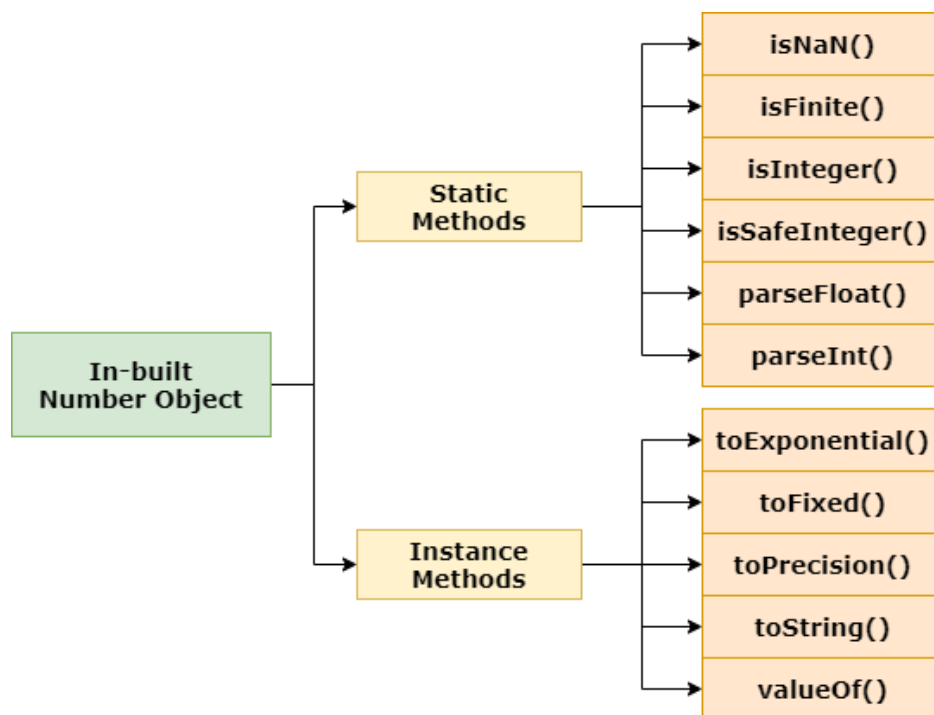 In-built
Number Object
Static
Methods
isNaN()
isFinite()
isInteger()
isSafeInteger()
parseFloat()
parseInt()
Instance
Methods
toExponential()
toFixed()
toPrecision()
toString()
valueOf()